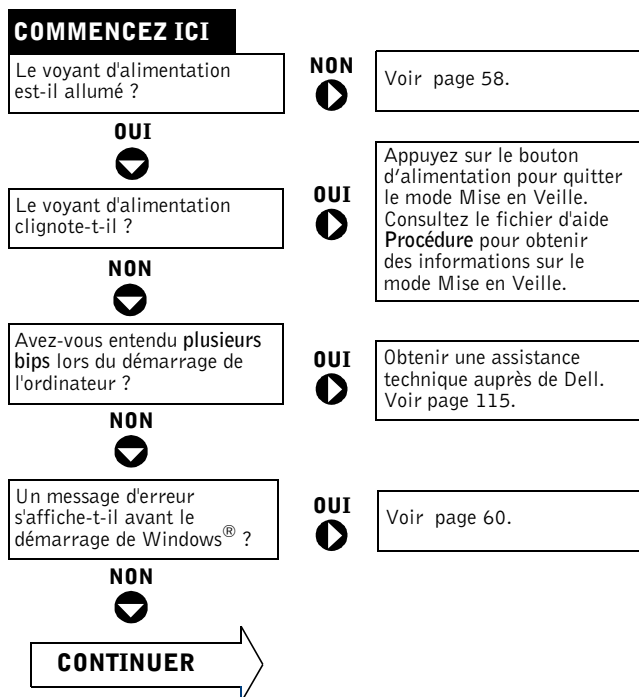 COMMENCEZ ICI
Le voyant d'alimentation
est-il allumé ?
NON
Voir page 58.
OUI
Le voyant d'alimentation
clignote-t-il ?
OUI
Appuyez sur le bouton
d’alimentation pour quitter
le mode Mise en Veille.
Consultez le fichier d'aide
Procédure pour obtenir
des informations sur le
mode Mise en Veille.
NON
Avez-vous entendu plusieurs
bips lors du démarrage de
l'ordinateur ?
OUI
Obtenir une assistance
technique auprès de Dell.
Voir page 115.
NON
Un message d'erreur
s'affiche-t-il avant le
démarrage de Windows® ?
OUI
Voir page 60.
NON
CONTINUER